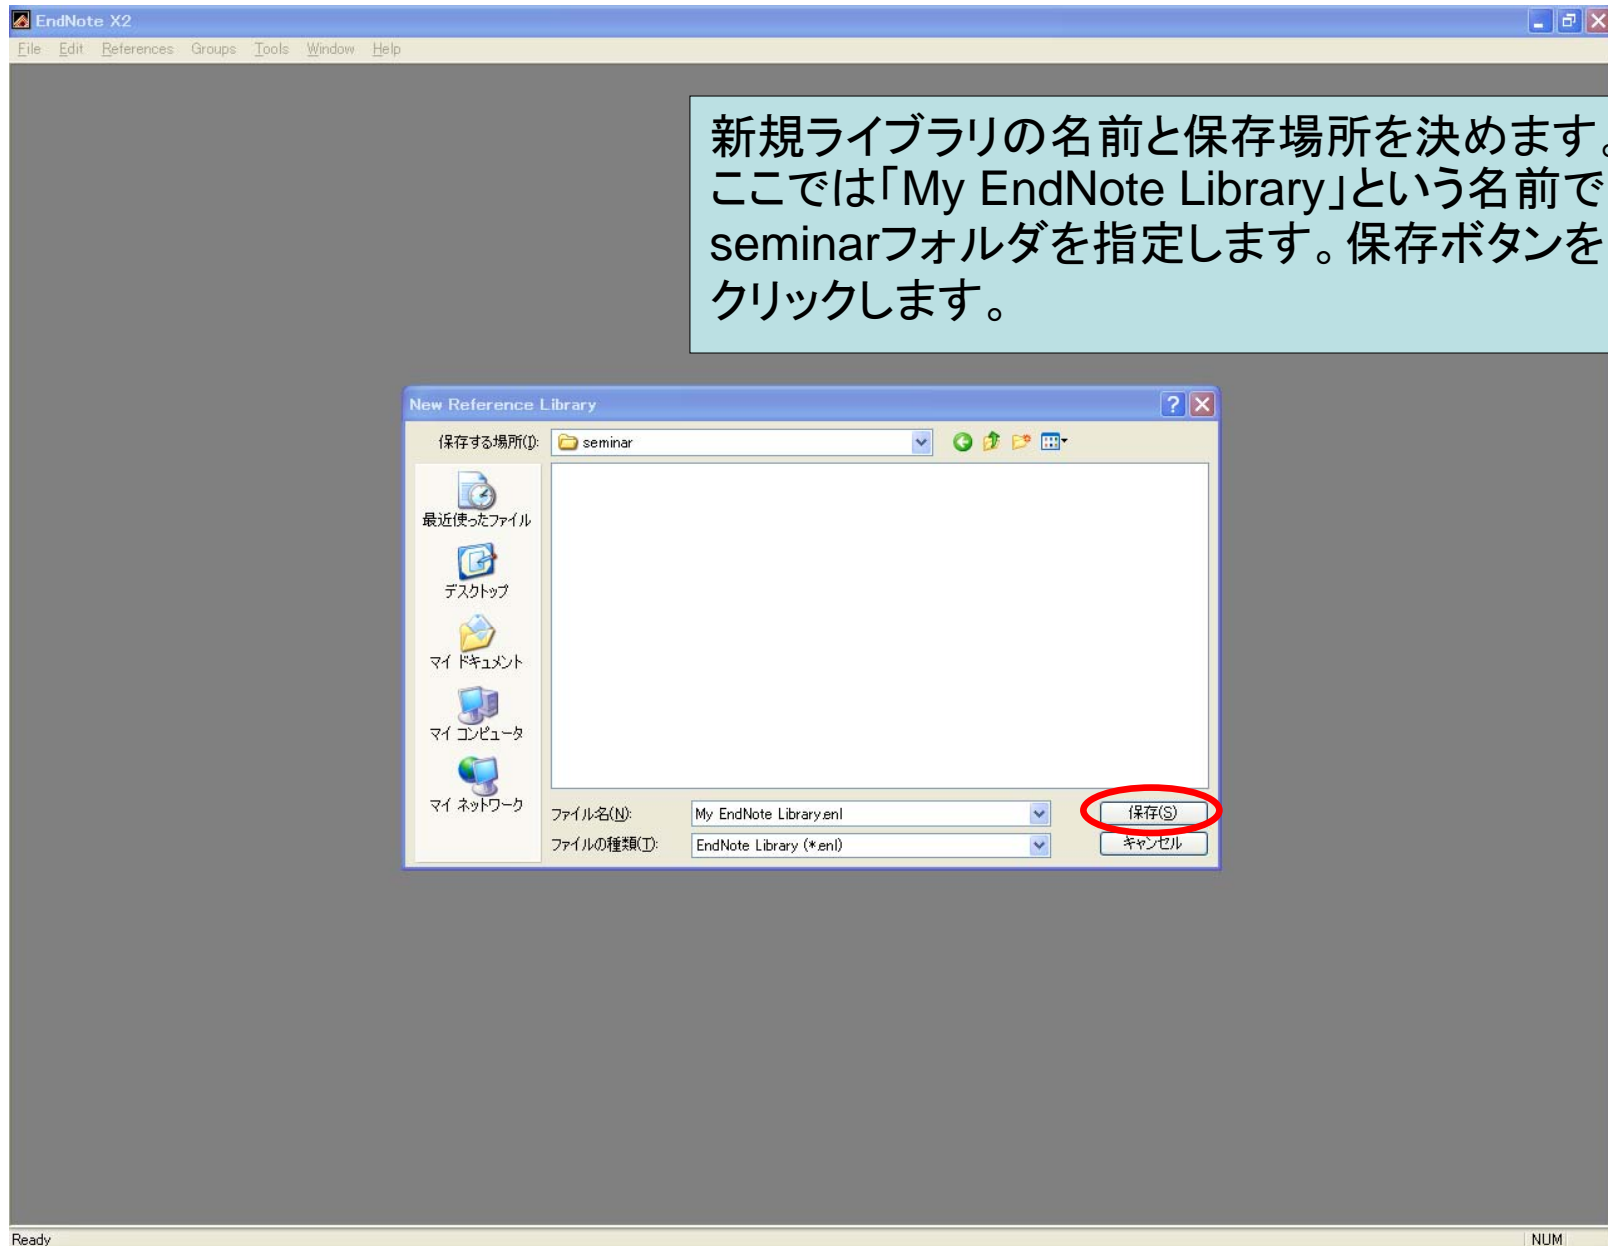 EndNote X2
File Edit References Groups Tools Window Help
新規ライブラリの名前と保存場所を決めます。
ここでは「My EndNote Library」という名前で
seminarフォルダを指定します。保存ボタンを
クリックします。
New Reference Library
保存する場所(I): seminar
最近使ったファイル
デスクトップ
マイ ドキュメント
マイ コンピュータ
マイ ネットワーク
ファイル名(N): My EndNote Library.enl 保存(S)
ファイルの種類(T): EndNote Library (*.enl) キャンセル
Ready NUM